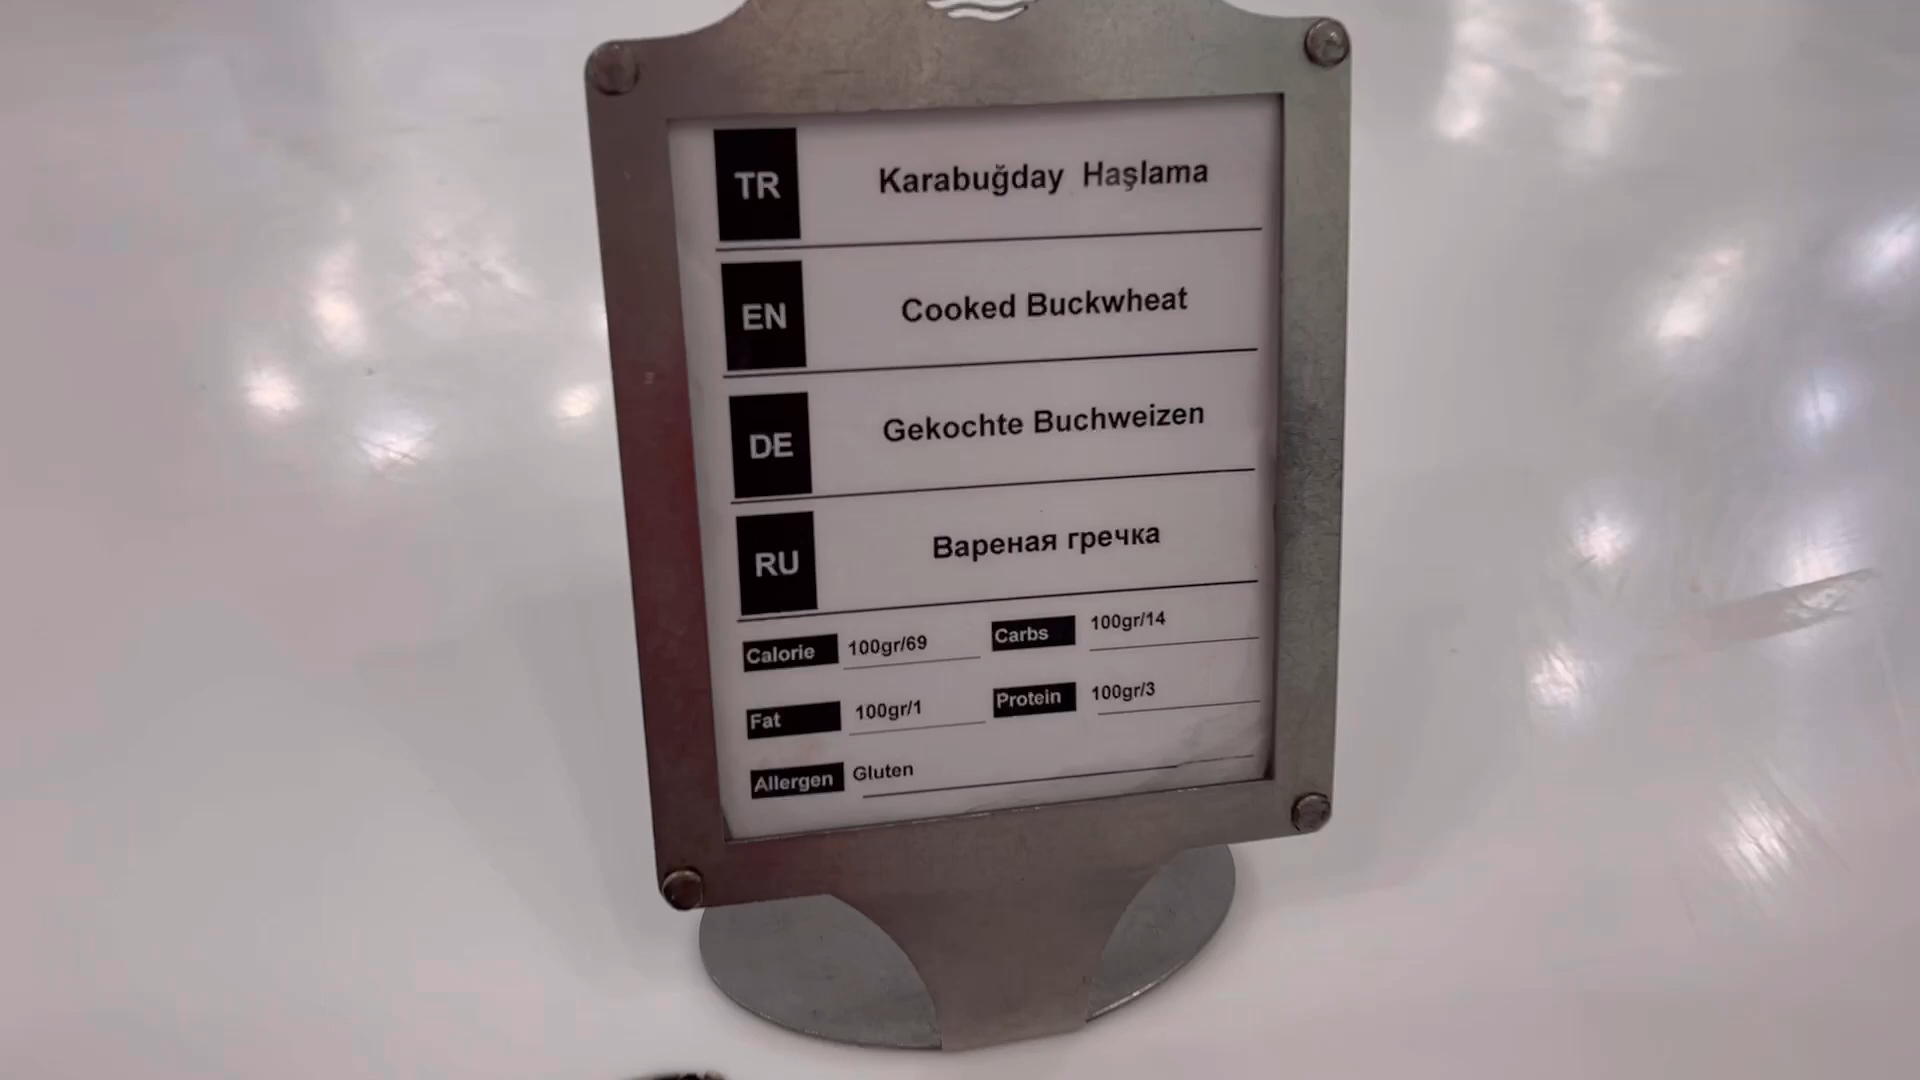 TR Karabuğday Haşlama
EN Cooked Buckwheat
DE Gekochte Buchweizen
RU Вареная гречка
Calorie 100gr/69 Carbs 100gr/14
Fat 100gr/1 Protein 100gr/3
Allergen Gluten